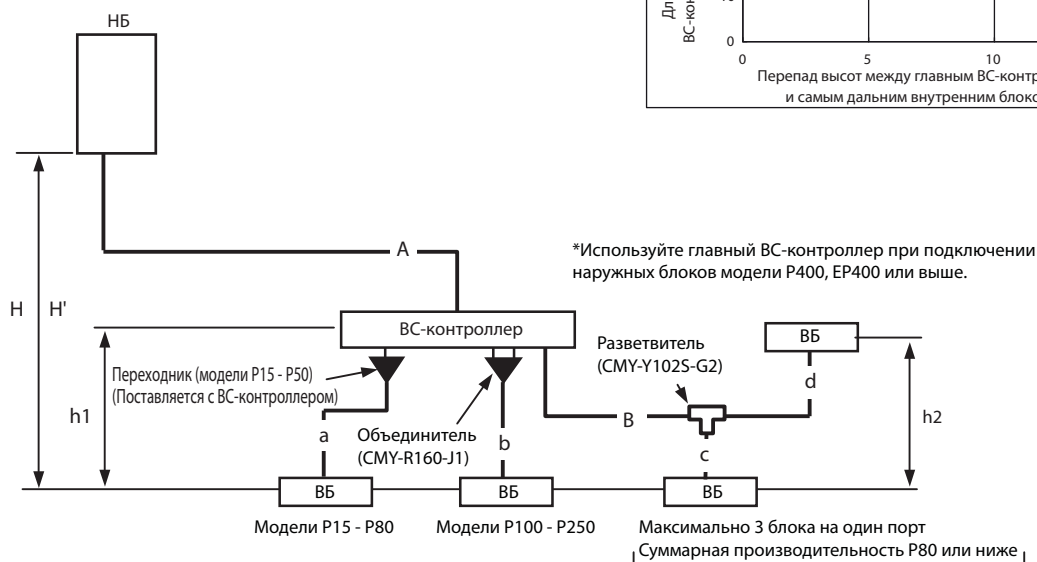 НБ
Дл
ВС-кон
0
0
5
10
Перепад высот между главным ВС-контр
и самым дальним внутренним блоко
A
*Используйте главный ВС-контроллер при подключении
наружных блоков модели P400, EP400 или выше.
H
H'
ВС-контроллер
Разветвитель
(CMY-Y102S-G2)
ВБ
Переходник (модели P15 - P50)
(Поставляется с ВС-контроллером)
d
h1
a
Объединитель
(CMY-R160-J1)
b
B
c
h2
ВБ
ВБ
ВБ
Модели P15 - P80
Модели P100 - P250
Максимально 3 блока на один порт
Суммарная производительность P80 или ниже